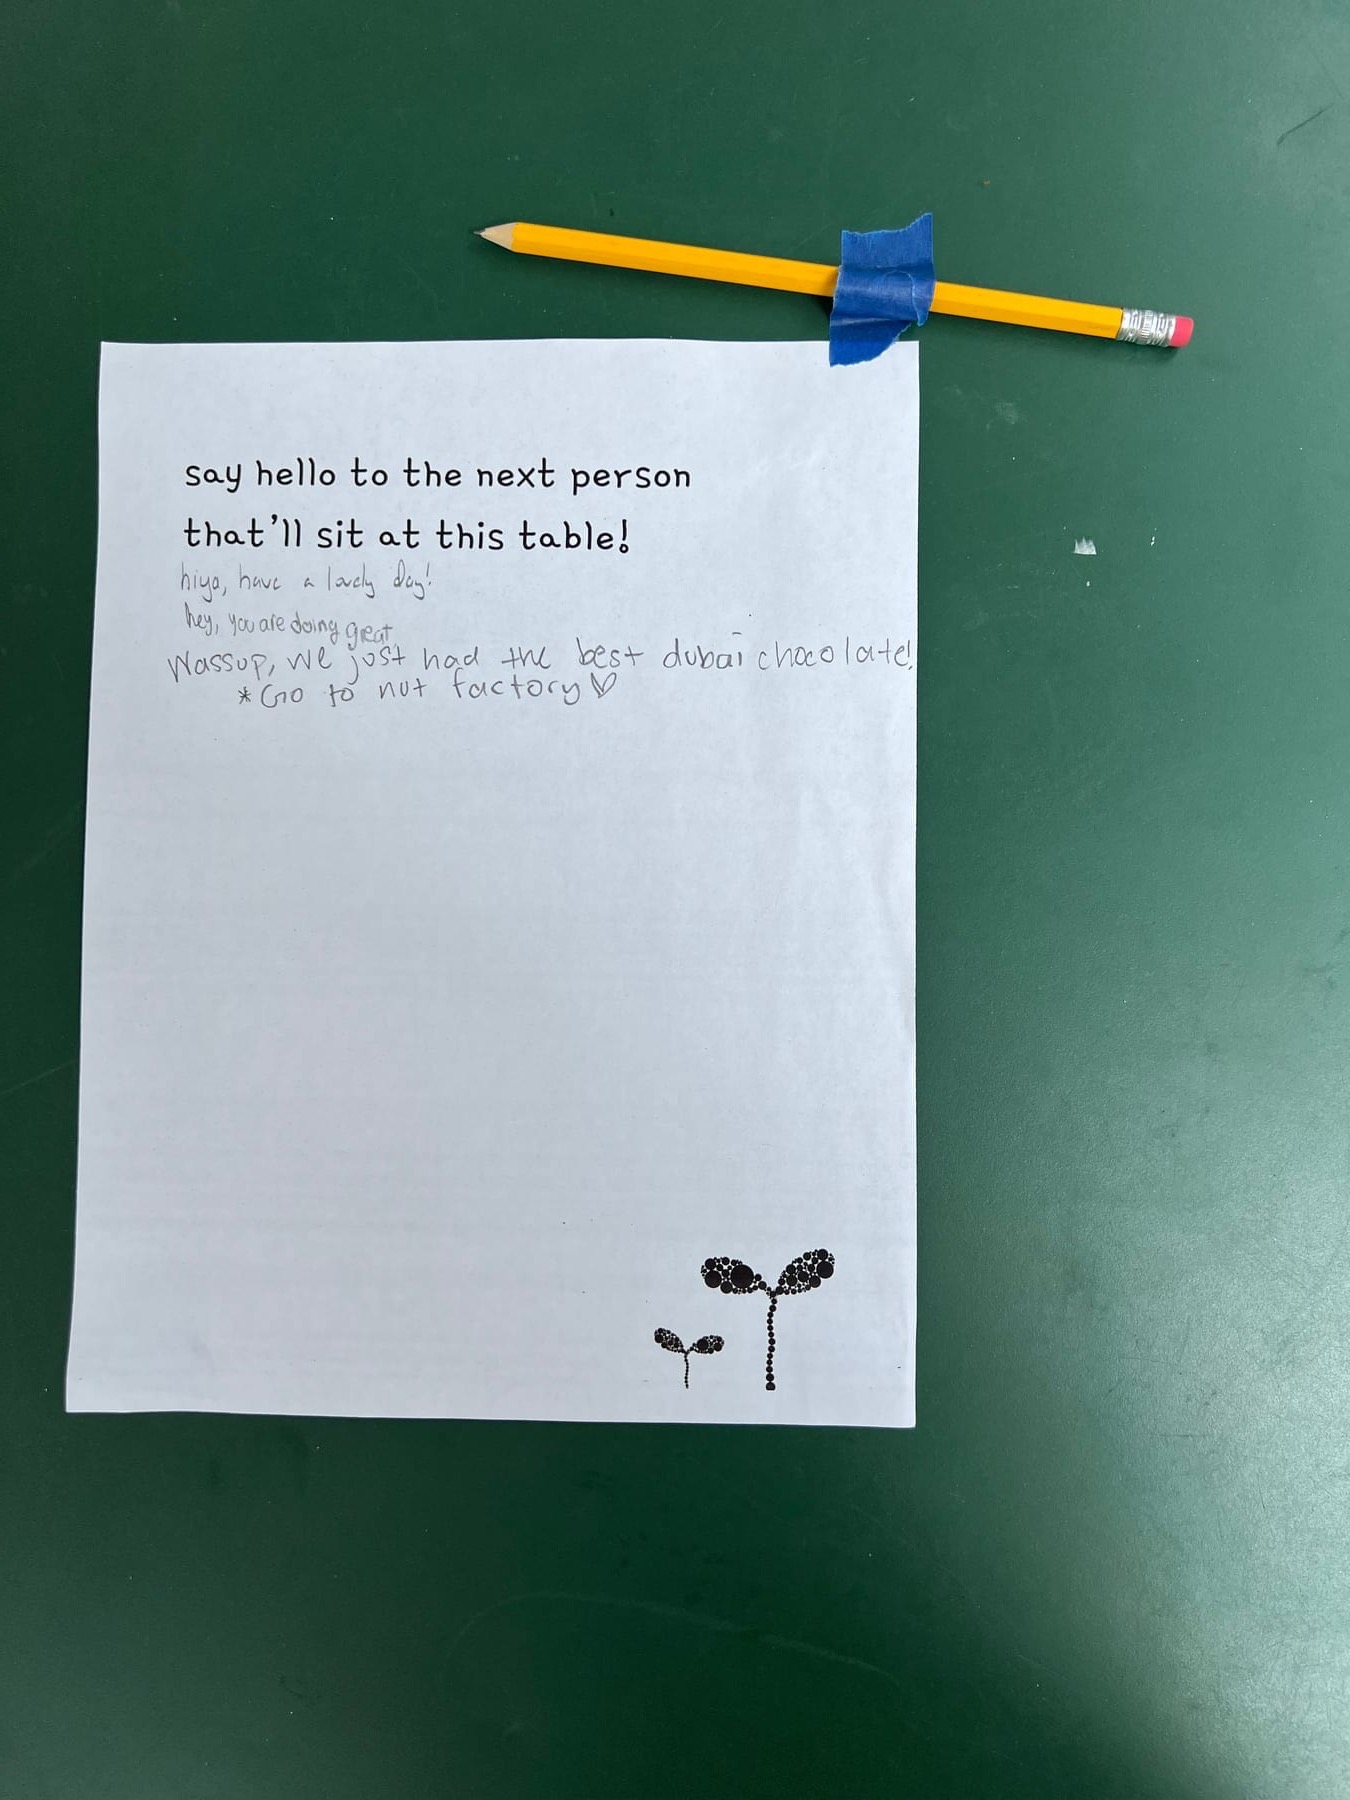 say hello to the next person
that'll sit at this table!
hiya, have a lovely day!
hey, you are doing great
Wassup, we just had the best dubai chocolate!
*Go to nut factory♡